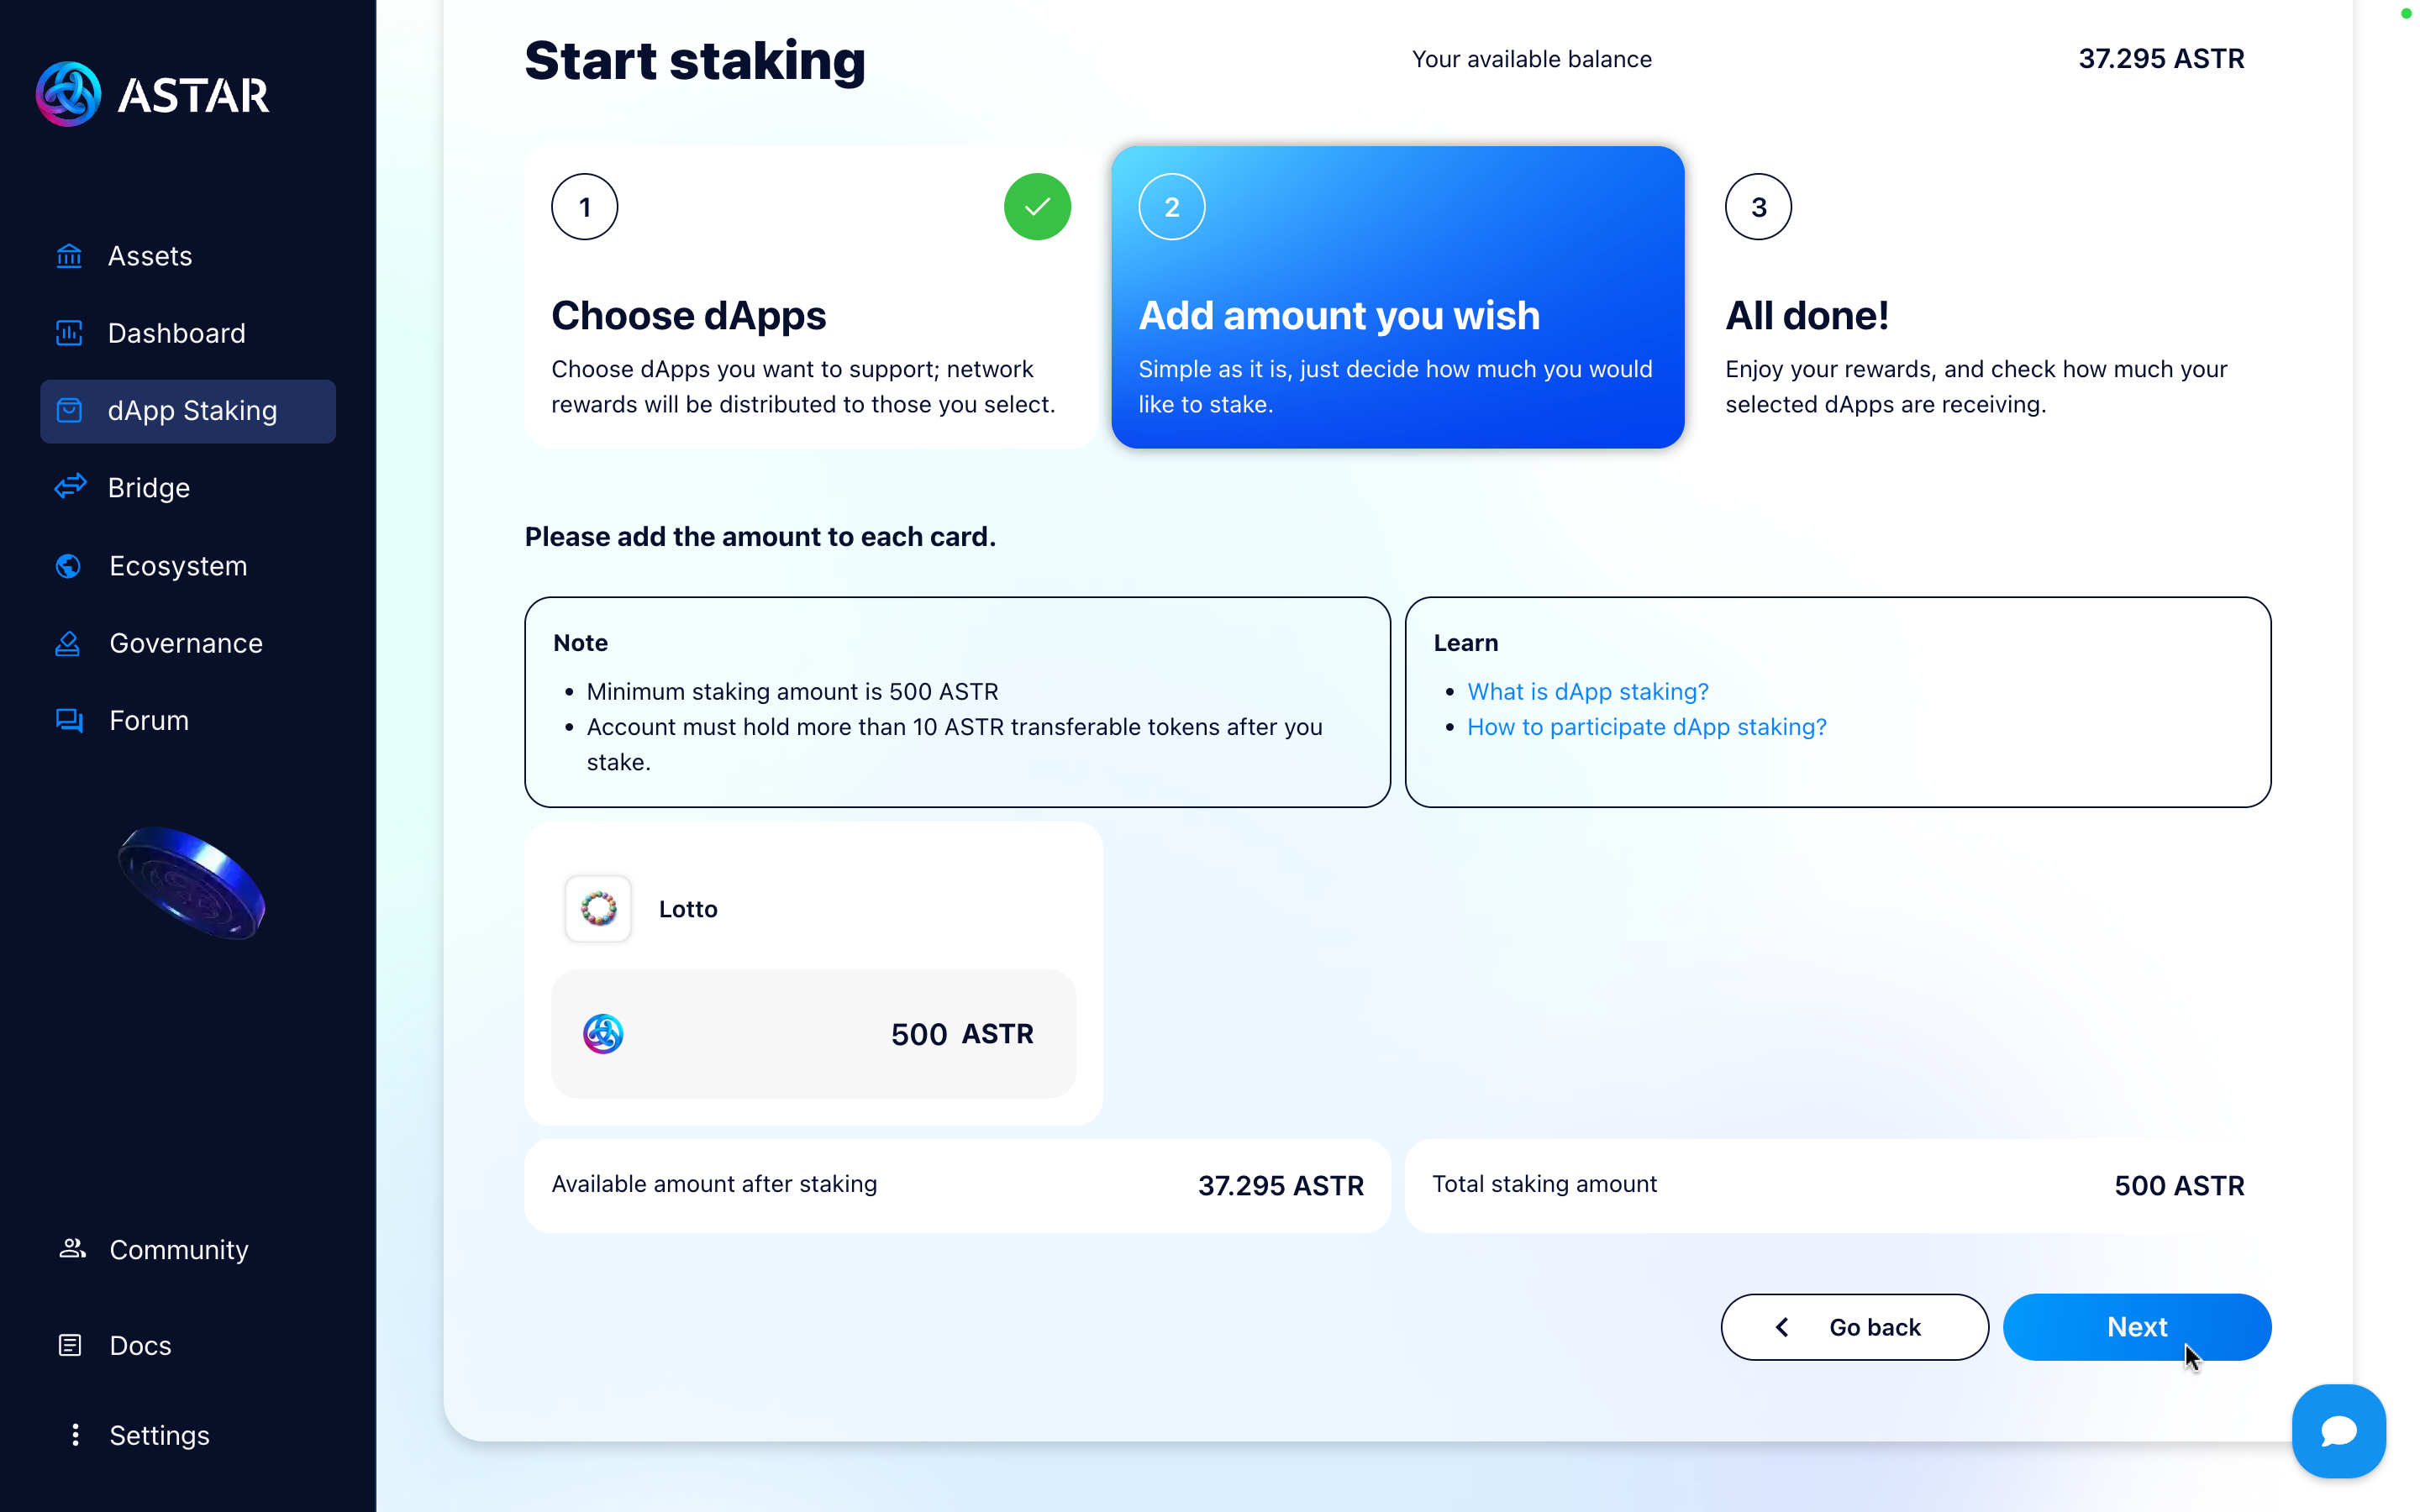 ASTAR
Assets
Dashboard
dApp Staking
Bridge
Ecosystem
Governance
Forum
Community
Docs
Settings
Start staking
Your available balance
37.295 ASTR
1
Choose dApps
Choose dApps you want to support; network
rewards will be distributed to those you select.
2
Add amount you wish
Simple as it is, just decide how much you would
like to stake.
3
All done!
Enjoy your rewards, and check how much your
selected dApps are receiving.
Please add the amount to each card.
Note
• Minimum staking amount is 500 ASTR
• Account must hold more than 10 ASTR transferable tokens after you
stake.
Learn
• What is dApp staking?
• How to participate dApp staking?
Lotto
500 ASTR
Available amount after staking
37.295 ASTR
Total staking amount
500 ASTR
Go back
Next